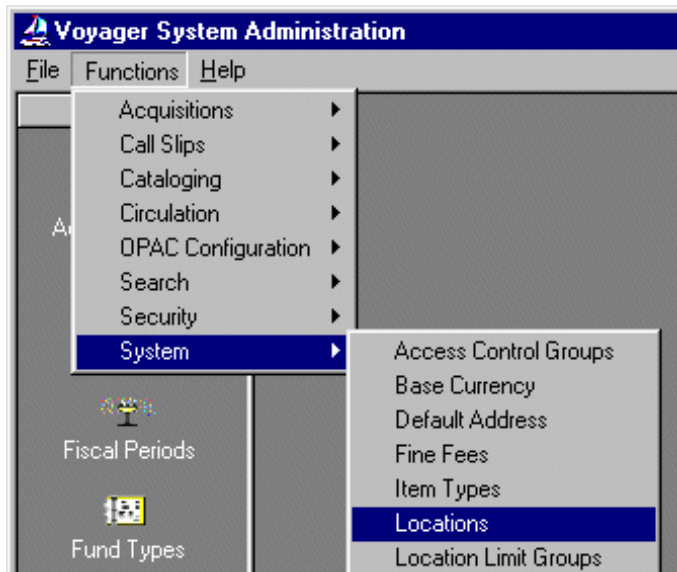 Voyager System Administration
File Functions Help
Acquisitions
Call Slips
Cataloging
Circulation
OPAC Configuration
Search
Security
System
Access Control Groups
Base Currency
Default Address
Fine Fees
Item Types
Locations
Location Limit Groups
Fiscal Periods
Fund Types